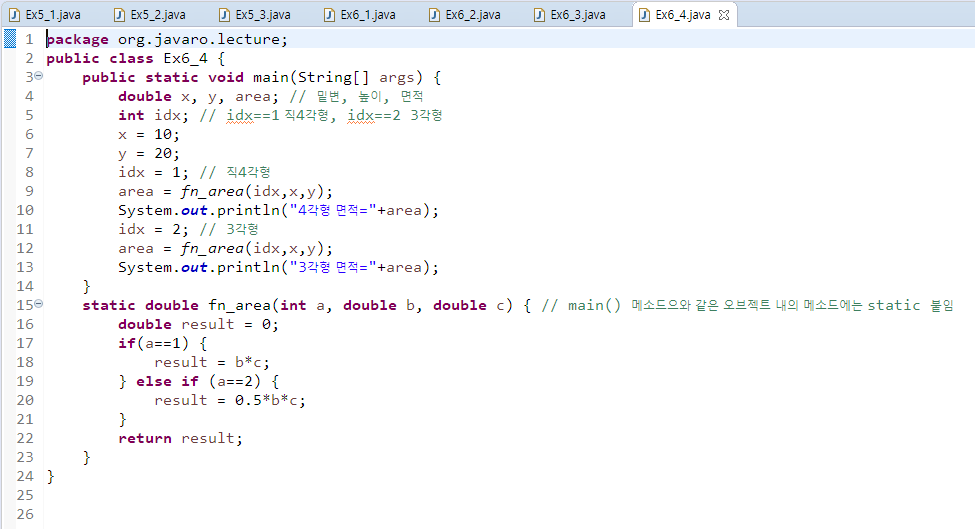 Ex5_1.java Ex5_2.java Ex5_3.java Ex6_1.java Ex6_2.java Ex6_3.java Ex6_4.java
1 package org.javaro.lecture;
2 public class Ex6_4 {
3 public static void main(String[] args) {
4 double x, y, area; // 밑변, 높이, 면적
5 int idx; // idx==1 직4각형, idx==2 3각형
6 x = 10;
7 y = 20;
8 idx = 1; // 직4각형
9 area = fn_area(idx,x,y);
10 System.out.println("4각형 면적="+area);
11 idx = 2; // 3각형
12 area = fn_area(idx,x,y);
13 System.out.println("3각형 면적="+area);
14 }
15 static double fn_area(int a, double b, double c) { // main() 메소드으와 같은 오브젝트 내의 메소드에는 static 붙임
16 double result = 0;
17 if(a==1) {
18 result = b*c;
19 } else if (a==2) {
20 result = 0.5*b*c;
21 }
22 return result;
23 }
24 }
25
26